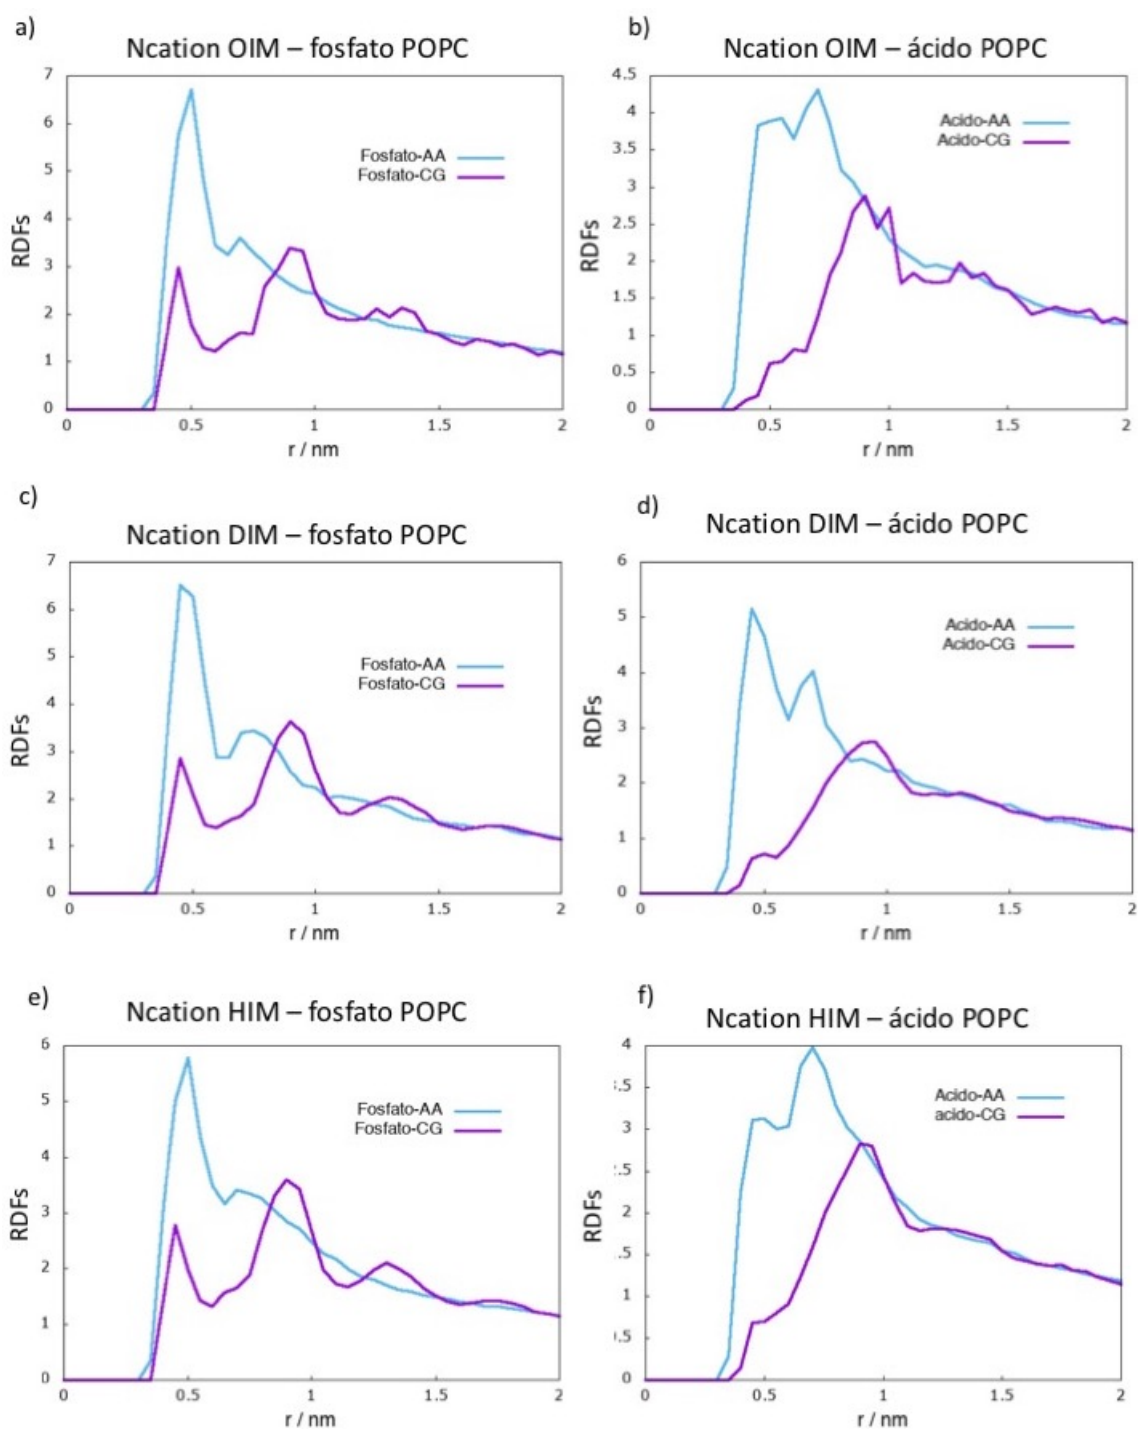 a)
Ncation OIM – fosfato POPC
7
6
5
4
3
2
1
0
RDFs
Fosfato-AA
Fosfato-CG
0 0.5 1 1.5 2
r / nm
b)
Ncation OIM – ácido POPC
4.5
4
3.5
3
2.5
2
1.5
1
0.5
0
RDFs
Acido-AA
Acido-CG
0 0.5 1 1.5 2
r / nm
c)
Ncation DIM – fosfato POPC
7
6
5
4
3
2
1
0
RDFs
Fosfato-AA
Fosfato-CG
0 0.5 1 1.5 2
r / nm
d)
Ncation DIM – ácido POPC
6
5
4
3
2
1
0
RDFs
Acido-AA
Acido-CG
0 0.5 1 1.5 2
r / nm
e)
Ncation HIM – fosfato POPC
6
5
4
3
2
1
0
RDFs
Fosfato-AA
Fosfato-CG
0 0.5 1 1.5 2
r / nm
f)
Ncation HIM – ácido POPC
4
.5
3
.5
2
.5
1
.5
0
RDFs
Acido-AA
acido-CG
0 0.5 1 1.5 2
r / nm